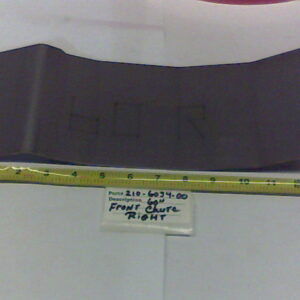 2 3 4 5 6 7 8 9 10 11
Part# 210-6034-00
Description 60"
Front Chute
Right